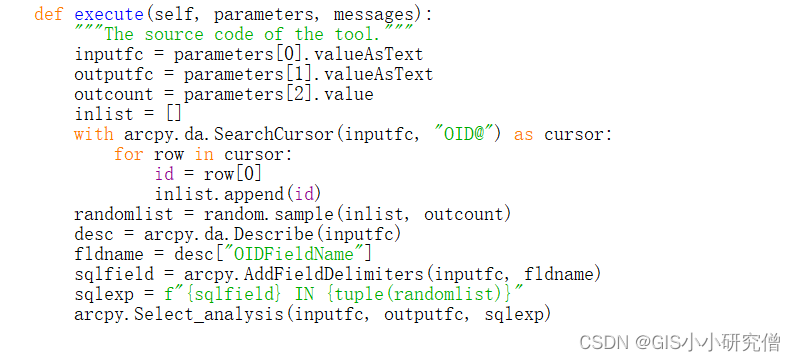 def execute(self, parameters, messages):
    """The source code of the tool."""
    inputfc = parameters[0].valueAsText
    outputfc = parameters[1].valueAsText
    outcount = parameters[2].value
    inlist = []
    with arcpy.da.SearchCursor(inputfc, "OID@") as cursor:
        for row in cursor:
            id = row[0]
            inlist.append(id)
    randomlist = random.sample(inlist, outcount)
    desc = arcpy.da.Describe(inputfc)
    fldname = desc["OIDFieldName"]
    sqlfield = arcpy.AddFieldDelimiters(inputfc, fldname)
    sqlexp = f"{sqlfield} IN {tuple(randomlist)}"
    arcpy.Select_analysis(inputfc, outputfc, sqlexp)
CSDN @GIS小小研究僧